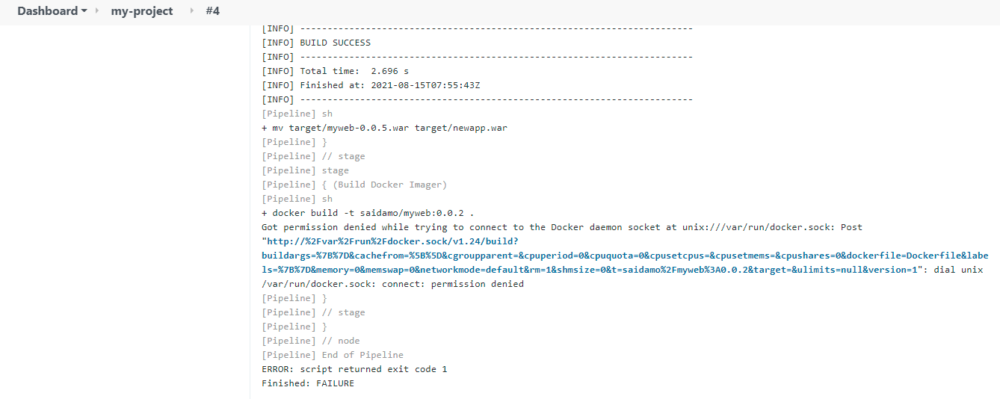 Dashboard my-project #4
[INFO] ------------------------------------------------------------------------
[INFO] BUILD SUCCESS
[INFO] ------------------------------------------------------------------------
[INFO] Total time:  2.696 s
[INFO] Finished at: 2021-08-15T07:55:43Z
[INFO] ------------------------------------------------------------------------
[Pipeline] sh
+ mv target/myweb-0.0.5.war target/newapp.war
[Pipeline] }
[Pipeline] // stage
[Pipeline] stage
[Pipeline] { (Build Docker Imager)
[Pipeline] sh
+ docker build -t saidamo/myweb:0.0.2 .
Got permission denied while trying to connect to the Docker daemon socket at unix:///var/run/docker.sock: Post
"http://%2Fvar%2Frun%2Fdocker.sock/v1.24/build?
buildargs=%7B%7D&cachefrom=%5B%5D&cgroupparent=&cpuperiod=0&cpuquota=0&cpusetcpus=&cpusetmems=&cpushares=0&dockerfile=Dockerfile&labe
ls=%7B%7D&memory=0&memswap=0&networkmode=default&rm=1&shmsize=0&t=saidamo%2Fmyweb%3A0.0.2&target=&ulimits=null&version=1": dial unix
/var/run/docker.sock: connect: permission denied
[Pipeline] }
[Pipeline] // stage
[Pipeline] }
[Pipeline] // node
[Pipeline] End of Pipeline
ERROR: script returned exit code 1
Finished: FAILURE